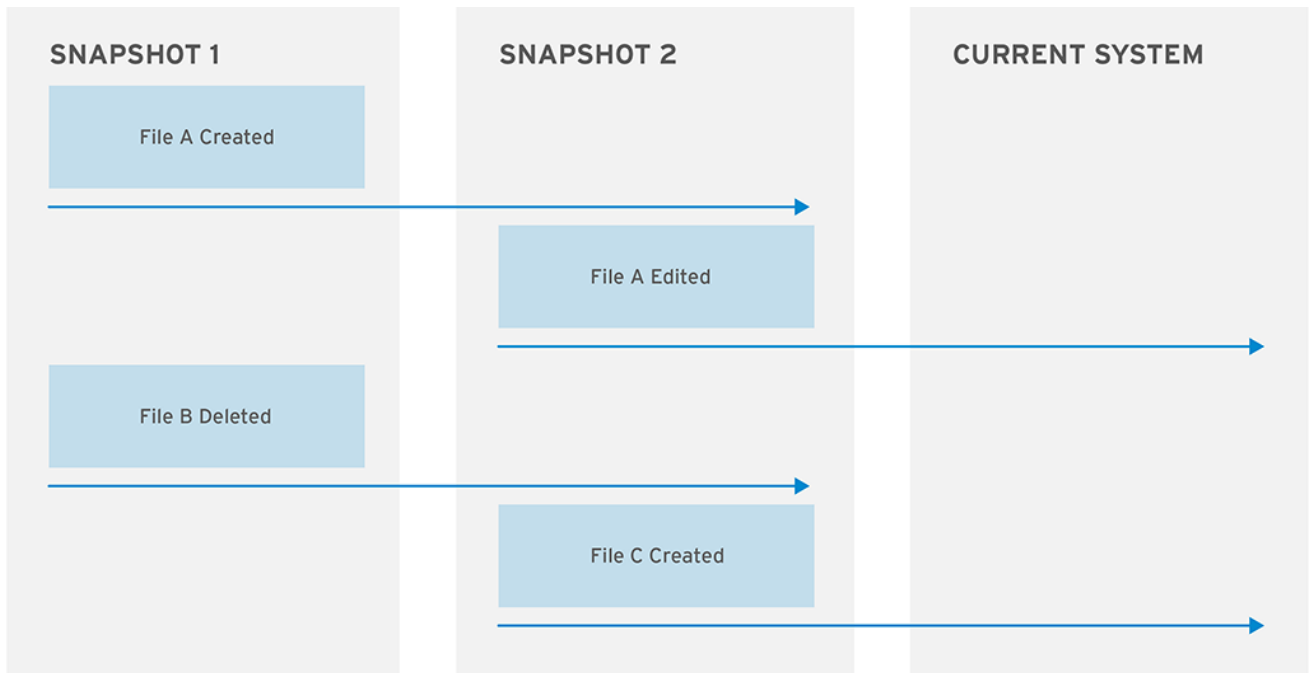 SNAPSHOT 1
SNAPSHOT 2
CURRENT SYSTEM
File A Created
File A Edited
File B Deleted
File C Created